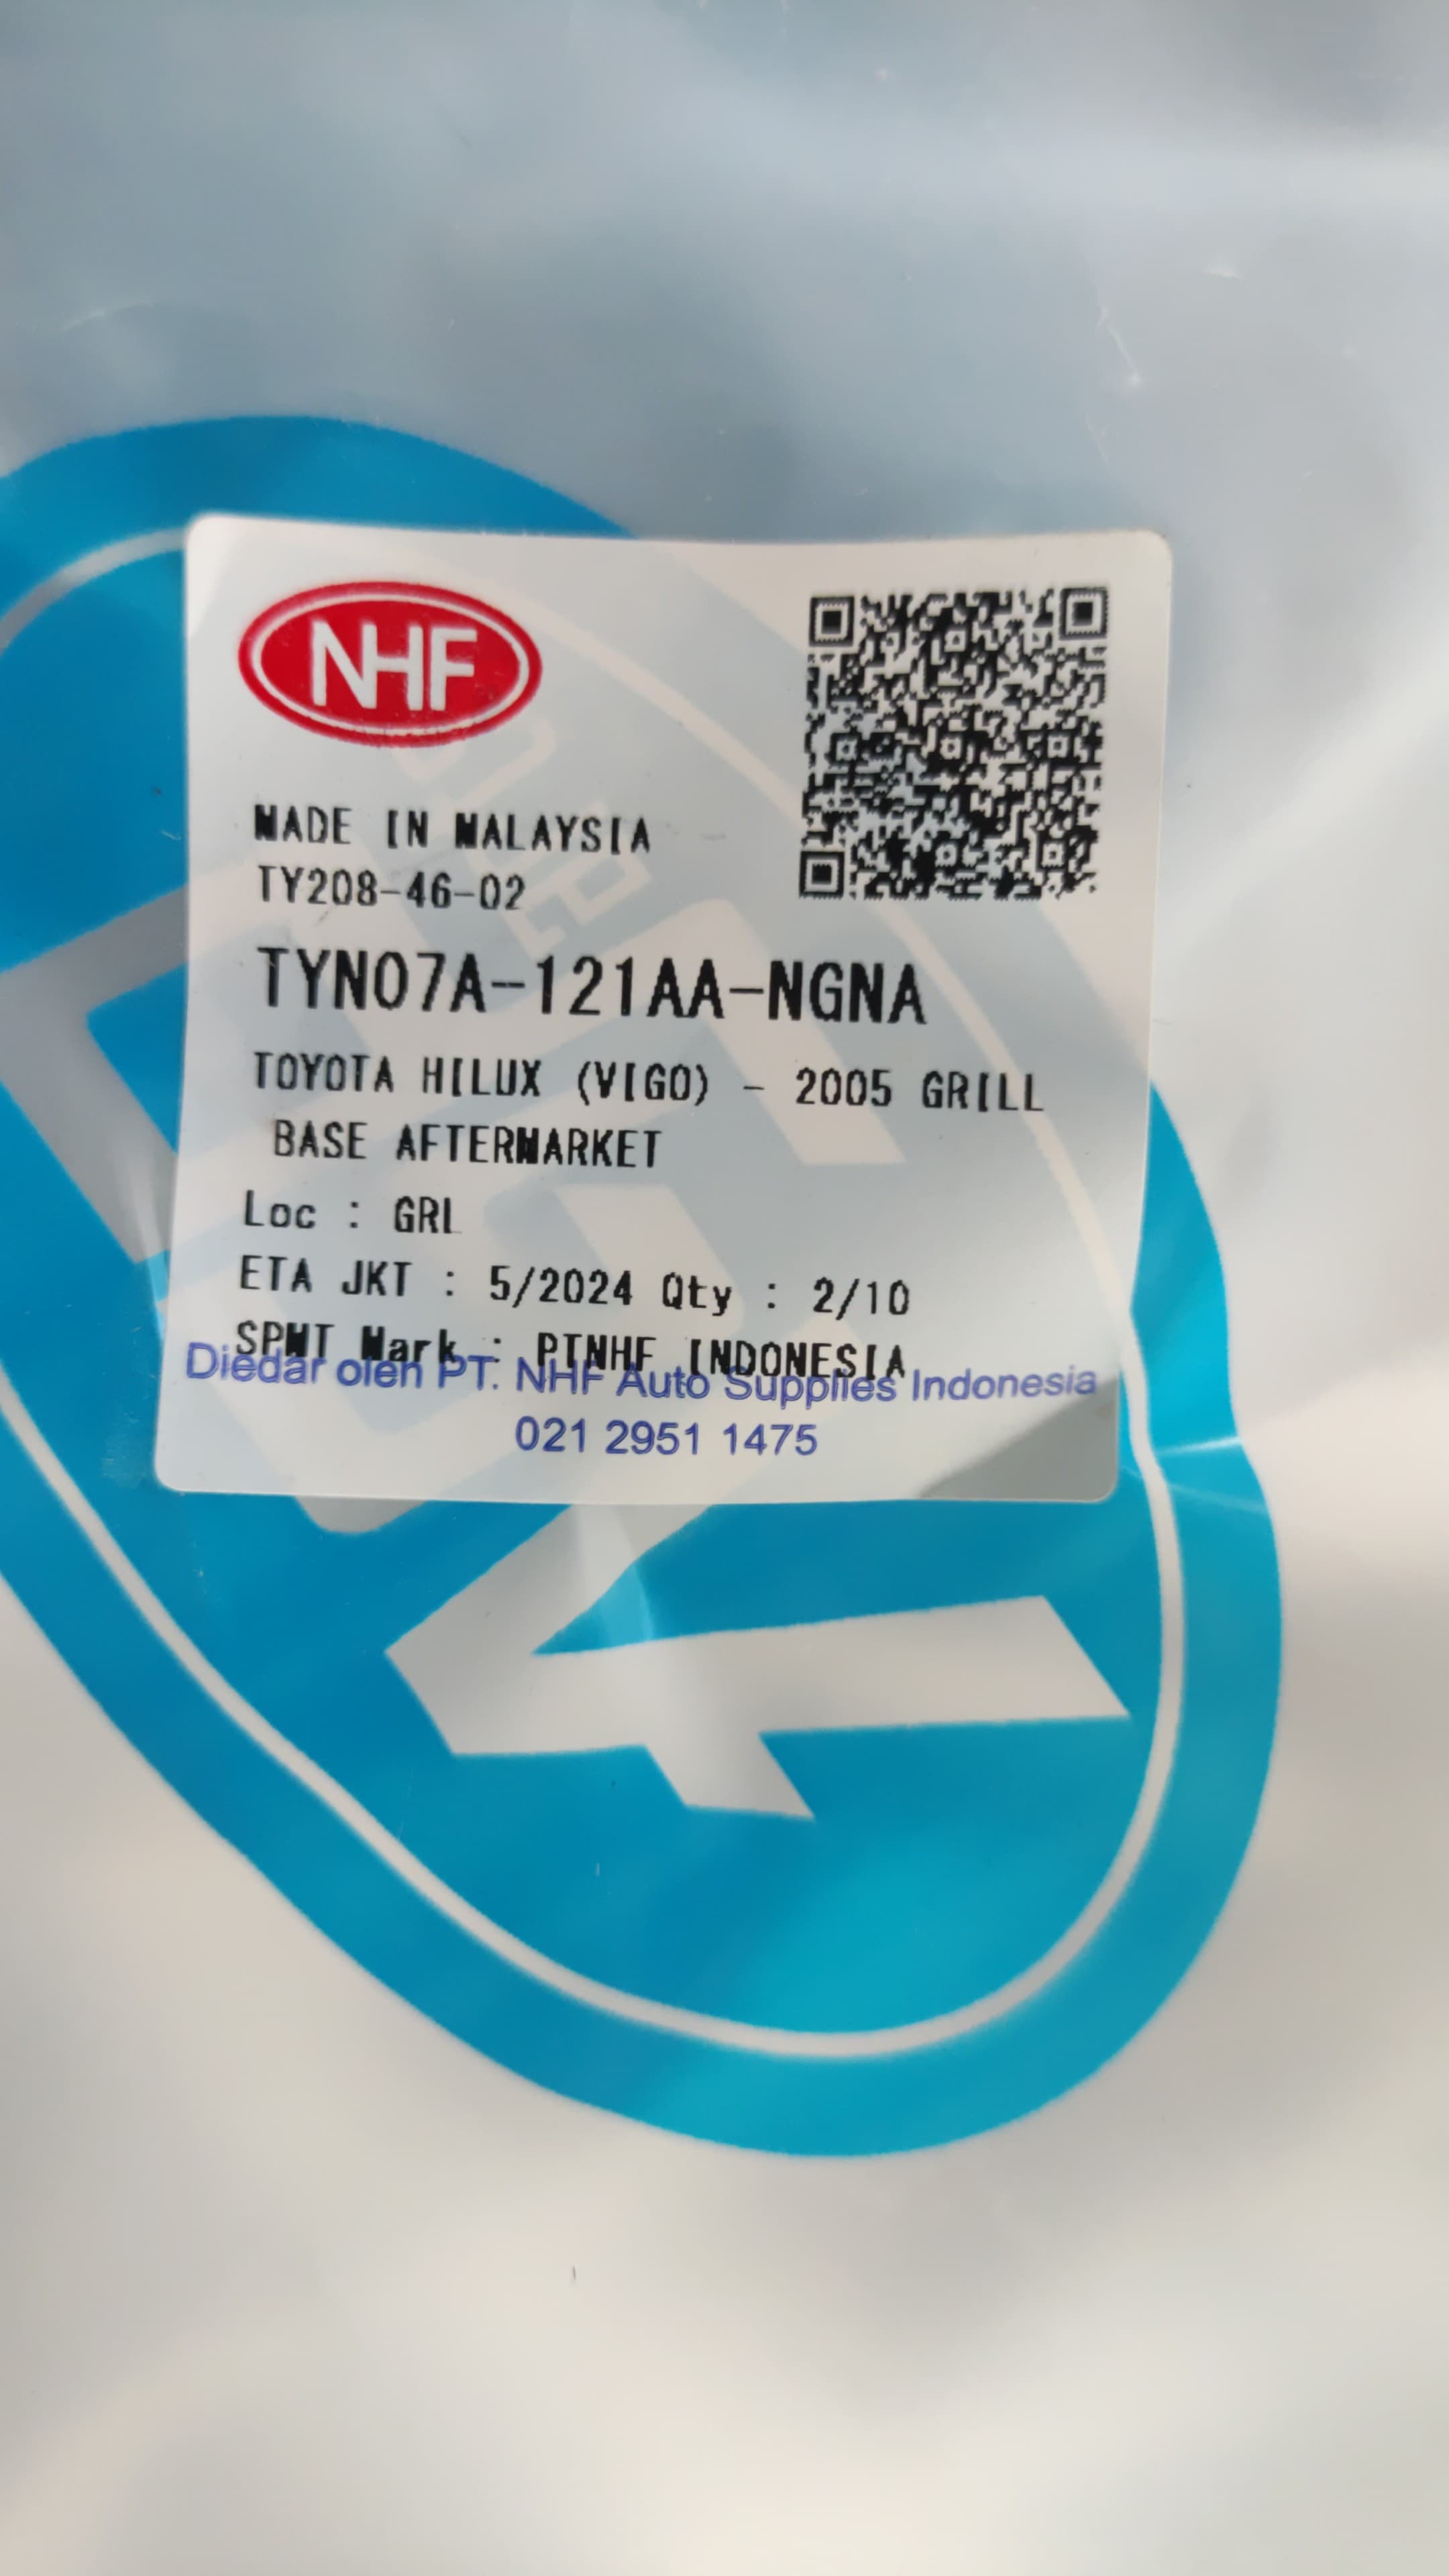 NHF
MADE IN MALAYSIA
TY208-46-02
TYN07A-121AA-NGNA
TOYOTA HILUX (VIGO) - 2005 GRILL
BASE AFTERMARKET
Loc : GRL
ETA JKT : 5/2024 Qty : 2/10
SPMT Mark : PTNHF INDONESIA
Diedar olen PT. NHF Auto Supplies Indonesia
021 2951 1475